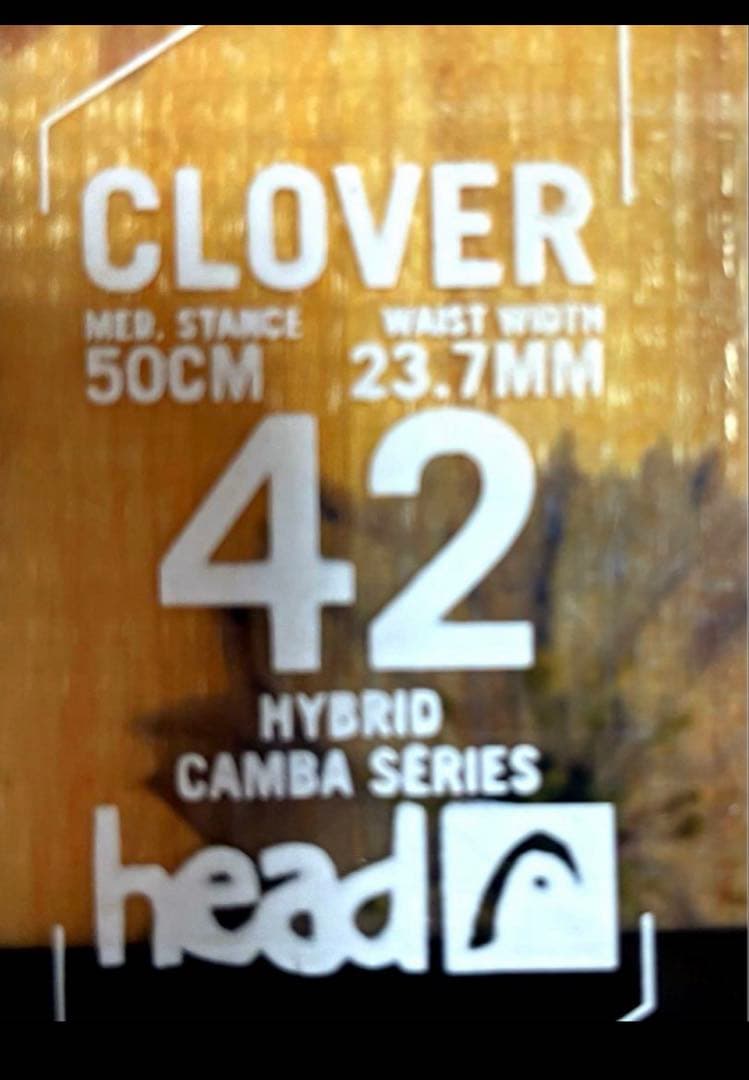 CLOVER
MED. STANCE WAIST WIDTH
50CM 23.7MM
42
HYBRID
CAMBA SERIES
head